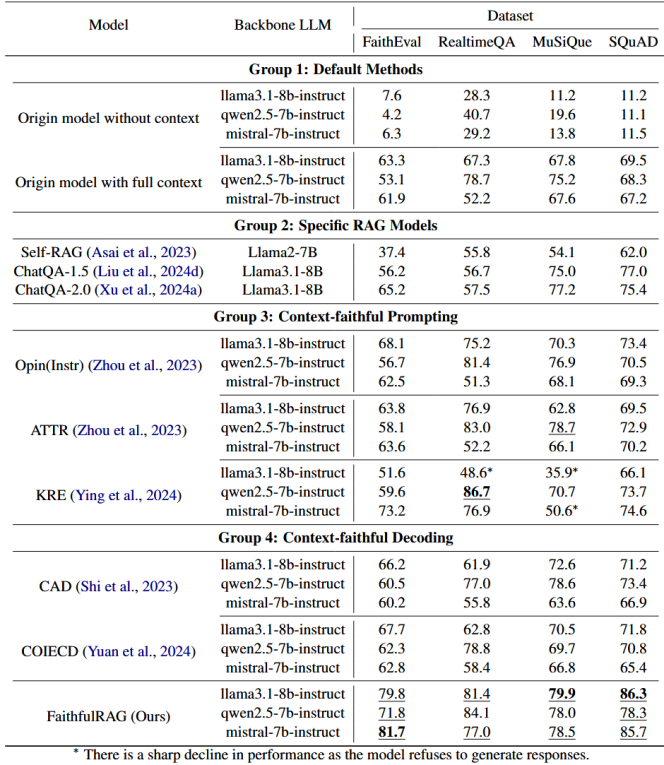 Model Backbone LLM Dataset
FaithEval RealtimeQA MuSiQue SQuAD
Group 1: Default Methods
Origin model without context
llama3.1-8b-instruct 7.6 28.3 11.2 11.2
qwen2.5-7b-instruct 4.2 40.7 19.6 11.1
mistral-7b-instruct 6.3 29.2 13.8 11.5
Origin model with full context
llama3.1-8b-instruct 63.3 67.3 67.8 69.5
qwen2.5-7b-instruct 53.1 78.7 75.2 68.3
mistral-7b-instruct 61.9 52.2 67.6 67.2
Group 2: Specific RAG Models
Self-RAG (Asai et al., 2023) Llama2-7B 37.4 55.8 54.1 62.0
ChatQA-1.5 (Liu et al., 2024d) Llama3.1-8B 56.2 56.7 75.0 77.0
ChatQA-2.0 (Xu et al., 2024a) Llama3.1-8B 65.2 57.5 77.2 75.4
Group 3: Context-faithful Prompting
Opin(Instr) (Zhou et al., 2023)
llama3.1-8b-instruct 68.1 75.2 70.3 73.4
qwen2.5-7b-instruct 56.7 81.4 76.9 70.5
mistral-7b-instruct 62.5 51.3 68.1 69.3
ATTR (Zhou et al., 2023)
llama3.1-8b-instruct 63.8 76.9 62.8 69.5
qwen2.5-7b-instruct 58.1 83.0 78.7 72.9
mistral-7b-instruct 63.6 52.2 66.1 70.2
KRE (Ying et al., 2024)
llama3.1-8b-instruct 51.6 48.6* 35.9* 66.1
qwen2.5-7b-instruct 59.6 86.7 70.7 73.7
mistral-7b-instruct 73.2 76.9 50.6* 74.6
Group 4: Context-faithful Decoding
CAD (Shi et al., 2023)
llama3.1-8b-instruct 66.2 61.9 72.6 71.2
qwen2.5-7b-instruct 60.5 77.0 78.6 73.4
mistral-7b-instruct 60.2 55.8 63.6 66.9
COIECD (Yuan et al., 2024)
llama3.1-8b-instruct 67.7 62.8 70.5 71.8
qwen2.5-7b-instruct 62.3 78.8 69.7 70.8
mistral-7b-instruct 62.8 58.4 66.8 65.4
FaithfulRAG (Ours)
llama3.1-8b-instruct 79.8 81.4 79.9 86.3
qwen2.5-7b-instruct 71.8 84.1 78.0 78.3
mistral-7b-instruct 81.7 77.0 78.5 85.7
* There is a sharp decline in performance as the model refuses to generate responses.